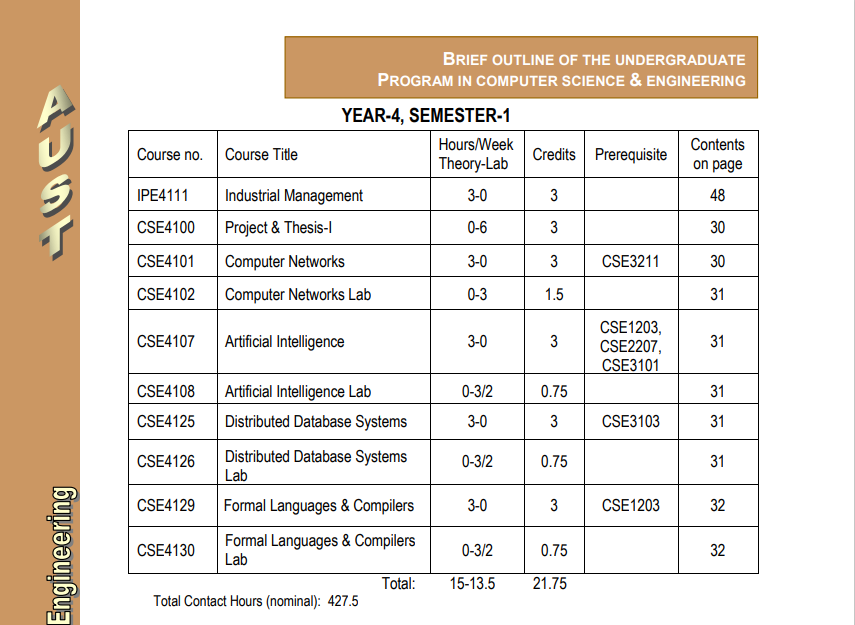 AUST
Engineering
BRIEF OUTLINE OF THE UNDERGRADUATE
PROGRAM IN COMPUTER SCIENCE & ENGINEERING
YEAR-4, SEMESTER-1
Course no. Course Title Hours/Week Theory-Lab Credits Prerequisite Contents on page
IPE4111 Industrial Management 3-0 3 48
CSE4100 Project & Thesis-I 0-6 3 30
CSE4101 Computer Networks 3-0 3 CSE3211 30
CSE4102 Computer Networks Lab 0-3 1.5 31
CSE4107 Artificial Intelligence 3-0 3 CSE1203, CSE2207, CSE3101 31
CSE4108 Artificial Intelligence Lab 0-3/2 0.75 31
CSE4125 Distributed Database Systems 3-0 3 CSE3103 31
CSE4126 Distributed Database Systems Lab 0-3/2 0.75 31
CSE4129 Formal Languages & Compilers 3-0 3 CSE1203 32
CSE4130 Formal Languages & Compilers Lab 0-3/2 0.75 32
Total: 15-13.5 21.75
Total Contact Hours (nominal): 427.5